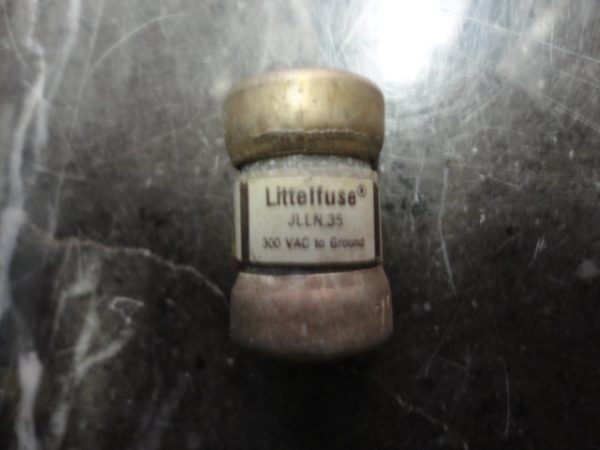 Littelfuse®
JLLN 35
300 VAC to Ground